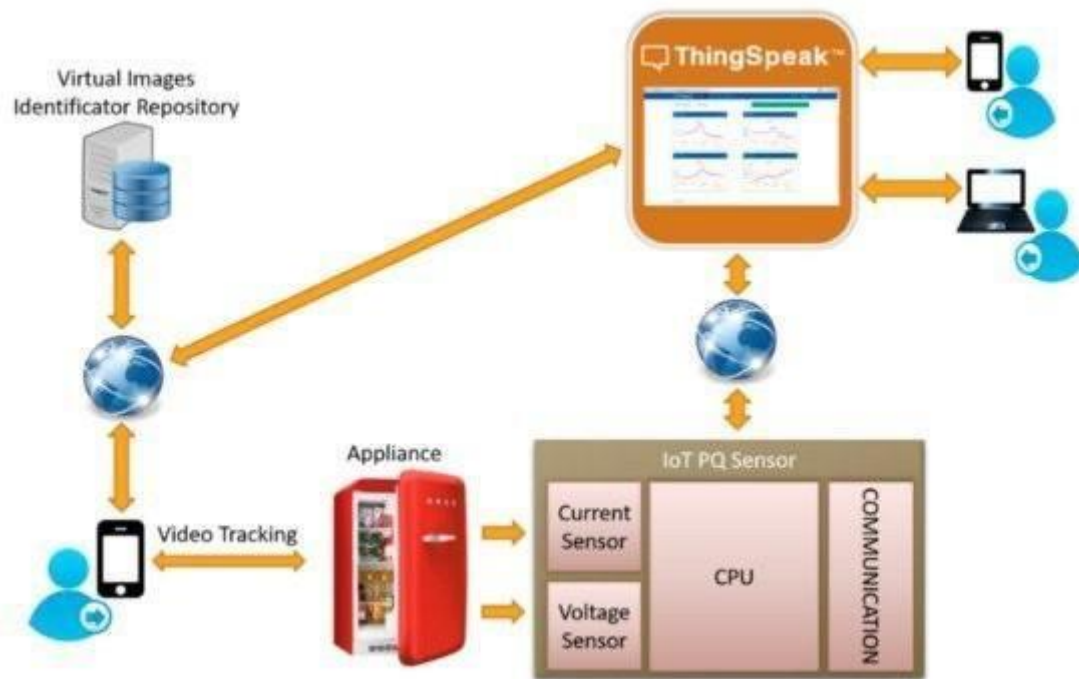 Virtual Images
Identificator Repository
ThingSpeak™
Appliance
Video Tracking
IoT PQ Sensor
Current
Sensor
Voltage
Sensor
CPU
COMMUNICATION